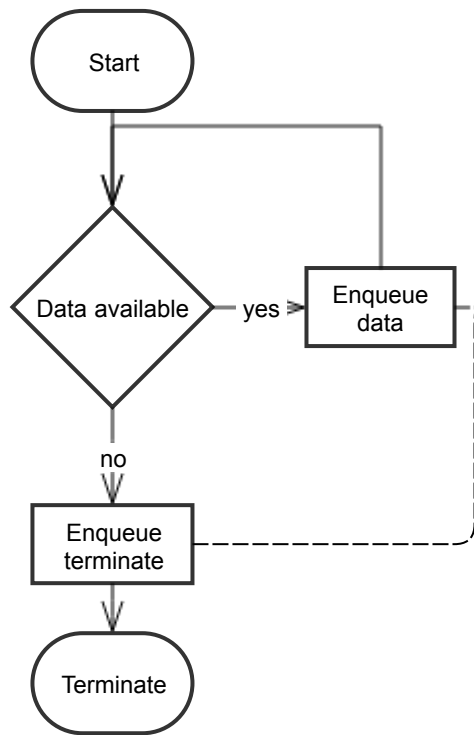 Start
Data available
yes
Enqueue
data
no
Enqueue
terminate
Terminate